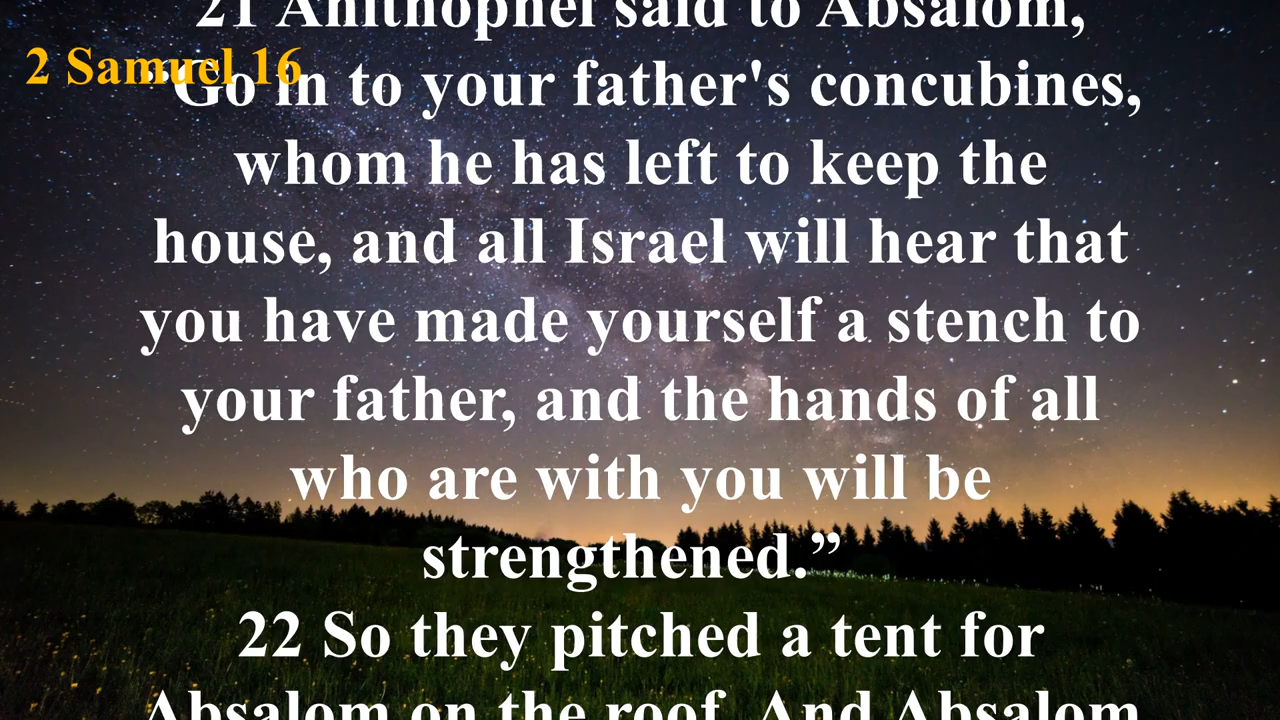 21 Ahithophel said to Absalom,
2 Samuel 16
“Go in to your father's concubines,
whom he has left to keep the
house, and all Israel will hear that
you have made yourself a stench to
your father, and the hands of all
who are with you will be
strengthened.”
22 So they pitched a tent for
Absalom on the roof. And Absalom